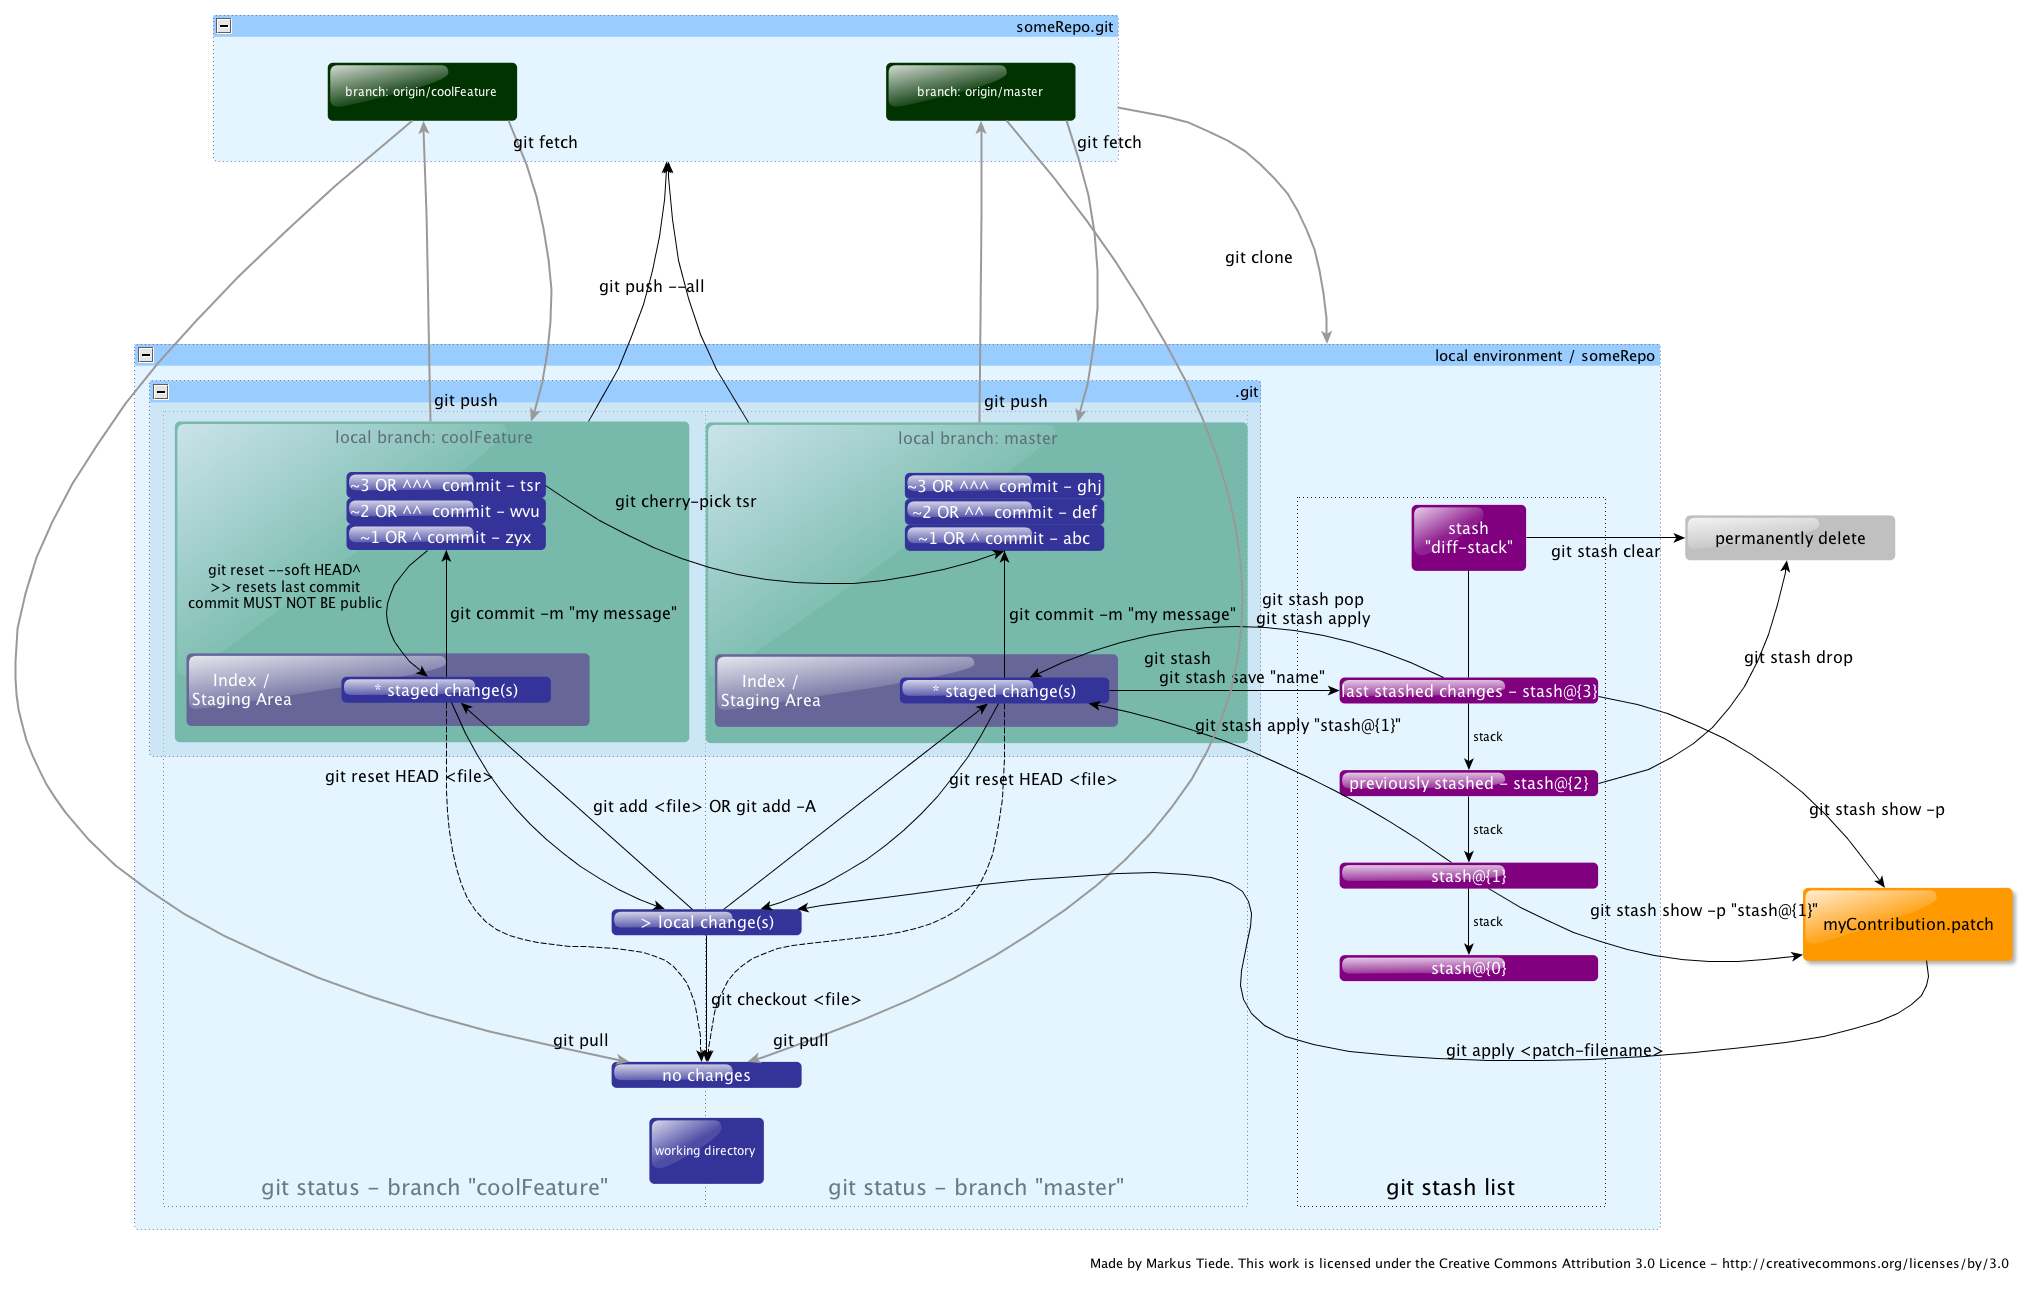 someRepo.git
branch: origin/coolFeature
branch: origin/master
git fetch
git fetch
git clone
git push --all
local environment / someRepo
.git
git push
git push
local branch: coolFeature
local branch: master
~3 OR ^^^  commit - tsr
~2 OR ^^  commit - wvu
~1 OR ^ commit - zyx
git cherry-pick tsr
~3 OR ^^^  commit - ghj
~2 OR ^^  commit - def
~1 OR ^ commit - abc
stash
"diff-stack"
git stash clear
permanently delete
git reset --soft HEAD^
>> resets last commit
commit MUST NOT BE public
git commit -m "my message"
git commit -m "my message"
git stash pop
git stash apply
git stash drop
Index /
Staging Area
* staged change(s)
Index /
Staging Area
* staged change(s)
git stash
git stash save "name"
last stashed changes - stash@{3}
git stash apply "stash@{1}"
stack
git reset HEAD <file>
git reset HEAD <file>
previously stashed - stash@{2}
git add <file> OR git add -A
git stash show -p
stack
stash@{1}
git stash show -p "stash@{1}"
myContribution.patch
> local change(s)
stack
stash@{0}
git checkout <file>
git pull
git pull
git apply <patch-filename>
no changes
working directory
git status - branch "coolFeature"
git status - branch "master"
git stash list
Made by Markus Tiede. This work is licensed under the Creative Commons Attribution 3.0 Licence - http://creativecommons.org/licenses/by/3.0